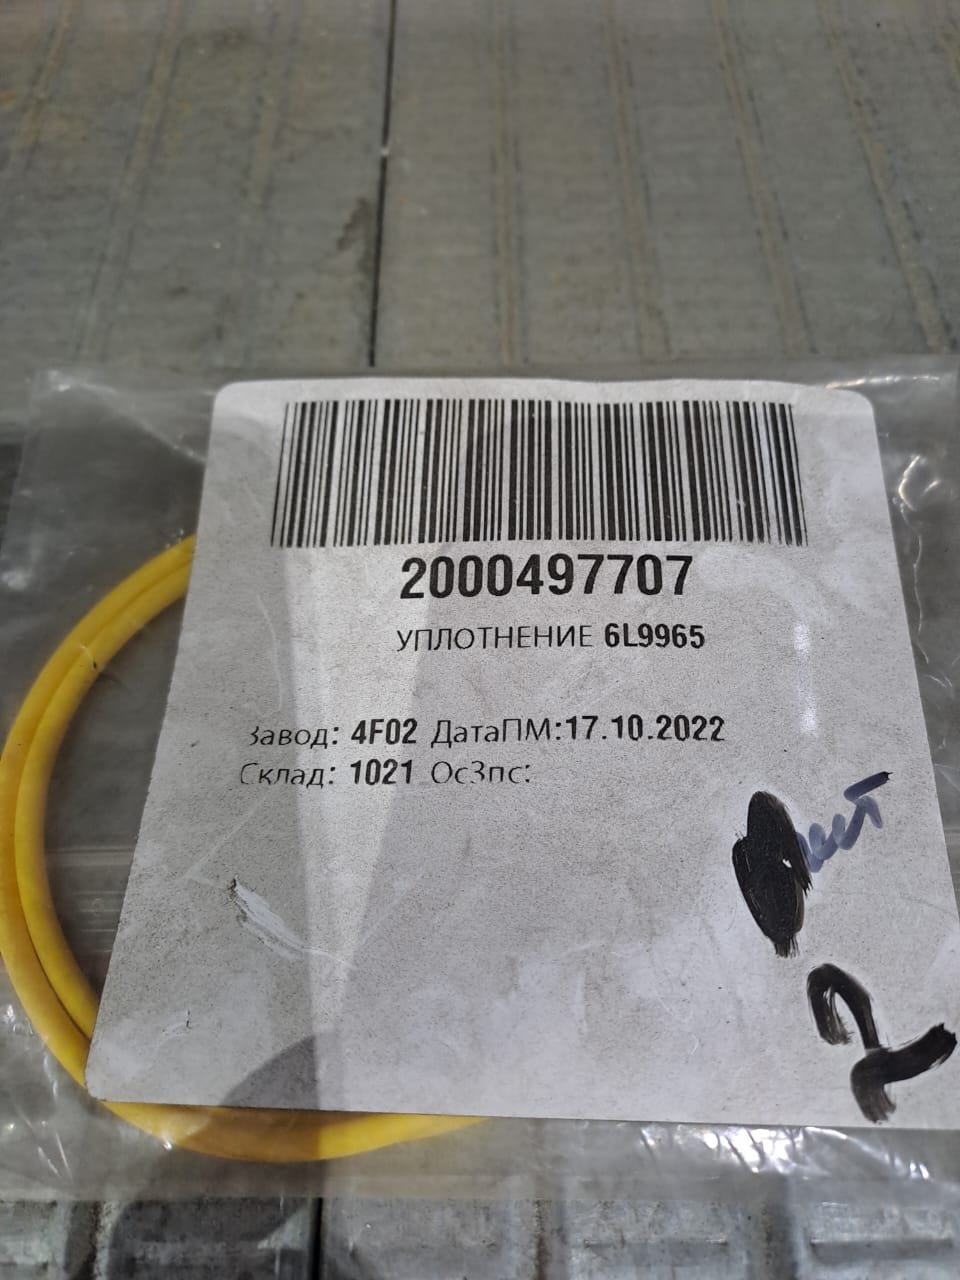 2000497707
УПЛОТНЕНИЕ 6L9965
Завод: 4F02 ДатаПМ:17.10.2022
Склад: 1021 ОсЗпс:
2